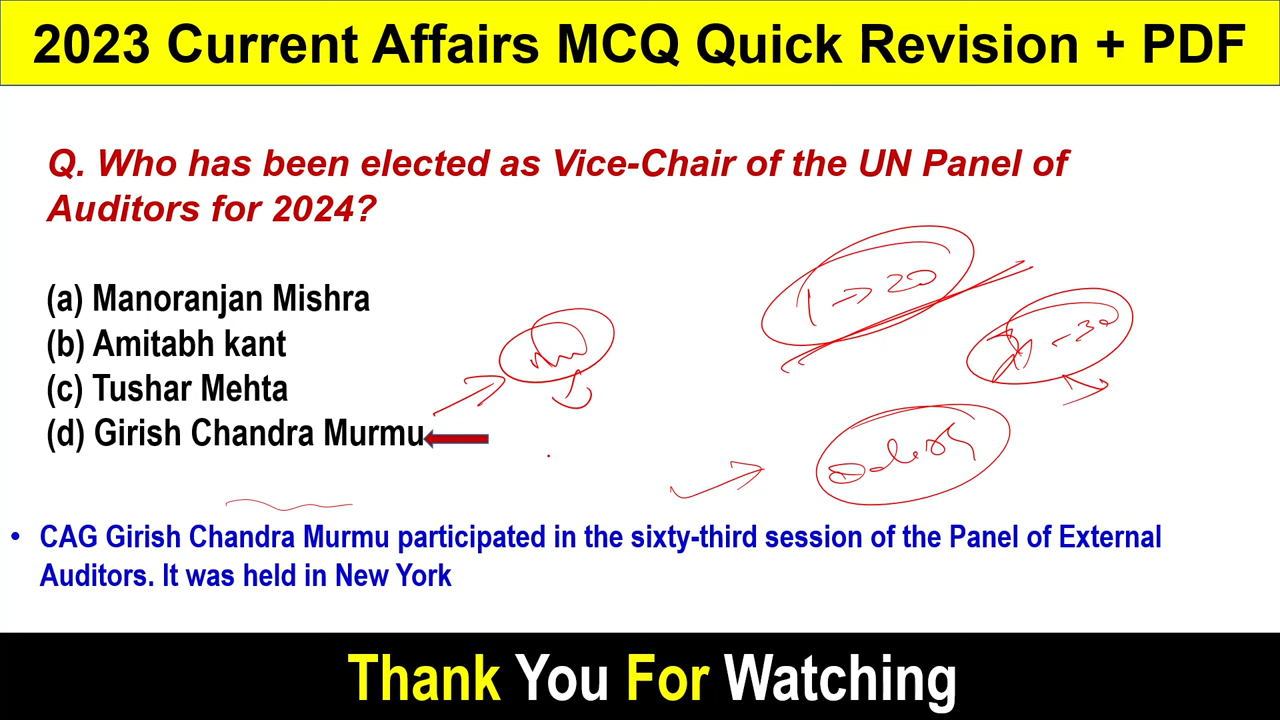 2023 Current Affairs MCQ Quick Revision + PDF
Q. Who has been elected as Vice-Chair of the UN Panel of
Auditors for 2024?
(a) Manoranjan Mishra
(b) Amitabh kant
(c) Tushar Mehta
(d) Girish Chandra Murmu
1 → 20
• CAG Girish Chandra Murmu participated in the sixty-third session of the Panel of External
Auditors. It was held in New York
Thank You For Watching